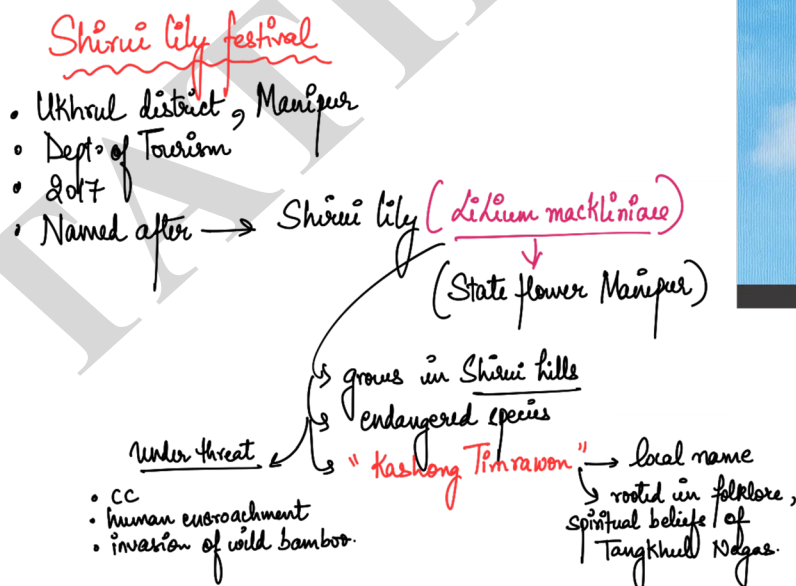 Shirui lily festival
• Ukhrul district, Manipur
• Dept. of Tourism
• 2017
• Named after → Shirui lily (Lilium mackliniae)
(State flower Manipur)
grows in Shirui hills
endangered species
"Kashong Timrawon" → local name
rooted in folklore,
spiritual beliefs of
Tangkhul Nagas.
under threat
• CC
• human encroachment
• invasion of wild bamboo.